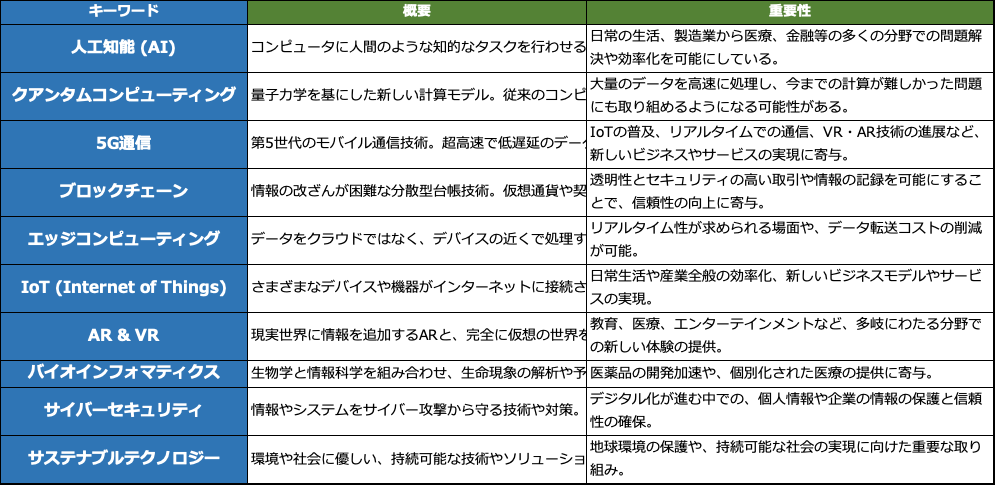 キーワード 概要 重要性
人工知能 (AI) コンピュータに人間のような知的なタスクを行わせる 日常の生活、製造業から医療、金融等の多くの分野での問題解
決や効率化を可能にしている。
クアンタムコンピューティング 量子力学を基にした新しい計算モデル。従来のコンピ 大量のデータを高速に処理し、今までの計算が難しかった問題
にも取り組めるようになる可能性がある。
5G通信 第5世代のモバイル通信技術。超高速で低遅延のデー IoTの普及、リアルタイムでの通信、VR・AR技術の進展など、
新しいビジネスやサービスの実現に寄与。
ブロックチェーン 情報の改ざんが困難な分散型台帳技術。仮想通貨や契 透明性とセキュリティの高い取引や情報の記録を可能にするこ
とで、信頼性の向上に寄与。
エッジコンピューティング データをクラウドではなく、デバイスの近くで処理す リアルタイム性が求められる場面や、データ転送コストの削減
が可能。
IoT (Internet of Things) さまざまなデバイスや機器がインターネットに接続さ 日常生活や産業全般の効率化、新しいビジネスモデルやサービ
スの実現。
AR & VR 現実世界に情報を追加するARと、完全に仮想の世界を 教育、医療、エンターテインメントなど、多岐にわたる分野で
の新しい体験の提供。
バイオインフォマティクス 生物学と情報科学を組み合わせ、生命現象の解析や予 医薬品の開発加速や、個別化された医療の提供に寄与。
サイバーセキュリティ 情報やシステムをサイバー攻撃から守る技術や対策。 デジタル化が進む中での、個人情報や企業の情報の保護と信頼
性の確保。
サステナブルテクノロジー 環境や社会に優しい、持続可能な技術やソリューショ 地球環境の保護や、持続可能な社会の実現に向けた重要な取り
組み。